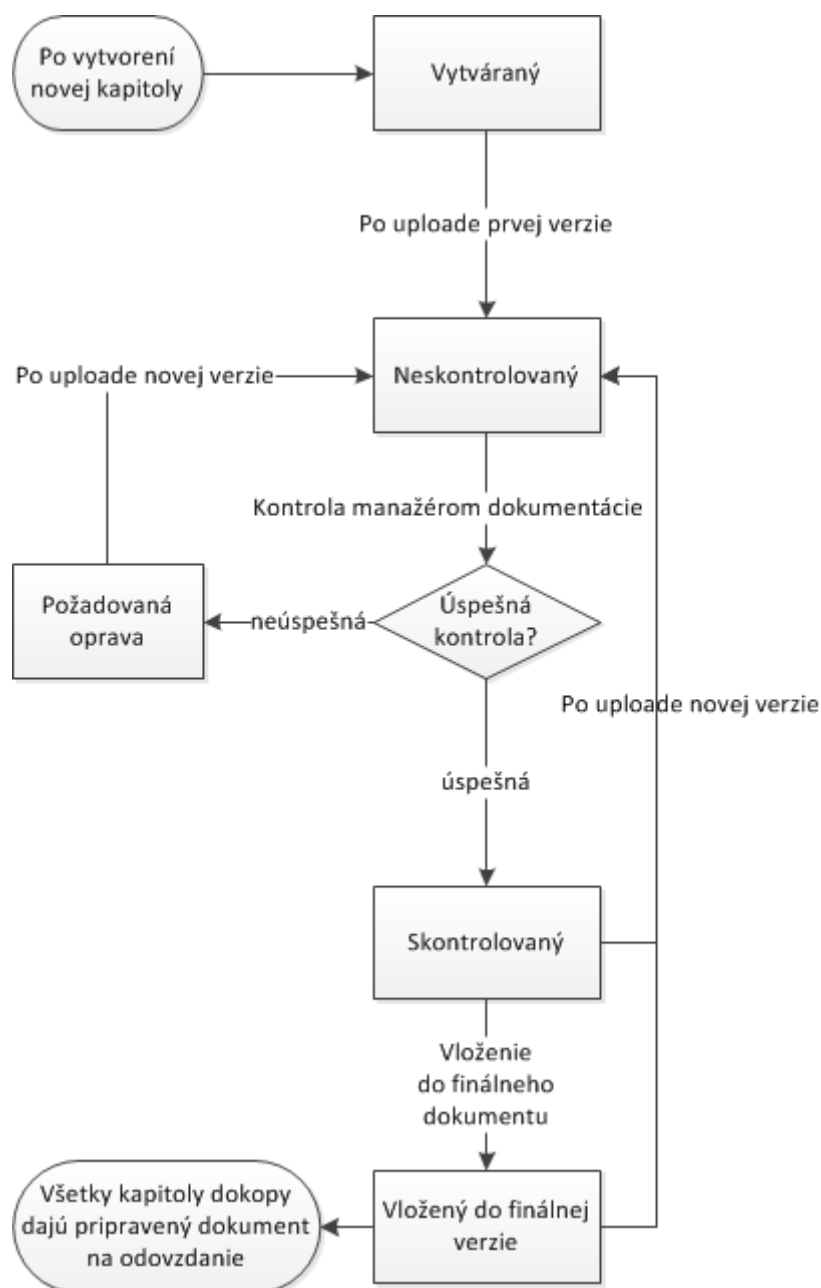 Po vytvorení
novej kapitoly
Vytváraný
Po uploade prvej verzie
Po uploade novej verzie
Neskontrolovaný
Kontrola manažérom dokumentácie
Požadovaná
oprava
neúspešná
Úspešná
kontrola?
Po uploade novej verzie
úspešná
Skontrolovaný
Vloženie
do finálneho
dokumentu
Všetky kapitoly dokopy
dajú pripravený dokument
na odovzdanie
Vložený do finálnej
verzie